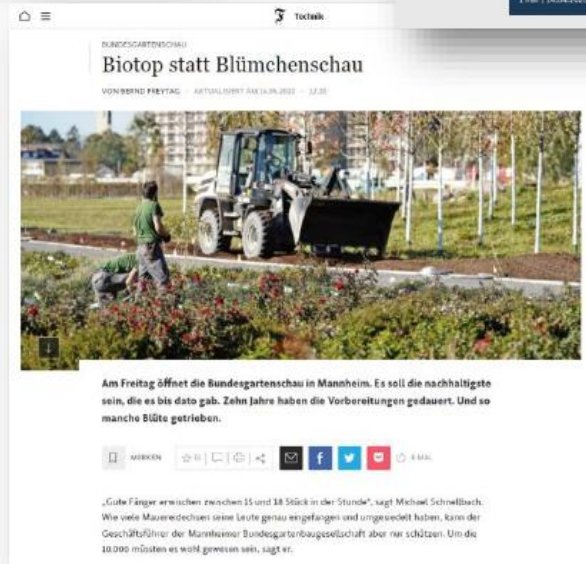 Technik
BUNDESGARTENSCHAU
Biotop statt Blümchenschau
VON BERND FREYTAG
Am Freitag öffnet die Bundesgartenschau in Mannheim. Es soll die nachhaltigste
sein, die es bis dato gab. Zehn Jahre haben die Vorbereitungen gedauert. Und so
manche Blüte getrieben.
MERKEN
4 MIN.
„Gute Fänger erwischen zwischen 15 und 18 Stück in der Stunde“, sagt Michael Schnellbach.
Wie viele Mauereidechsen seine Leute genau eingefangen und umgesiedelt haben, kann der
Geschäftsführer der Mannheimer Bundesgartenbaugesellschaft aber nur schätzen. Um die
10.000 müssten es wohl gewesen sein, sagt er.